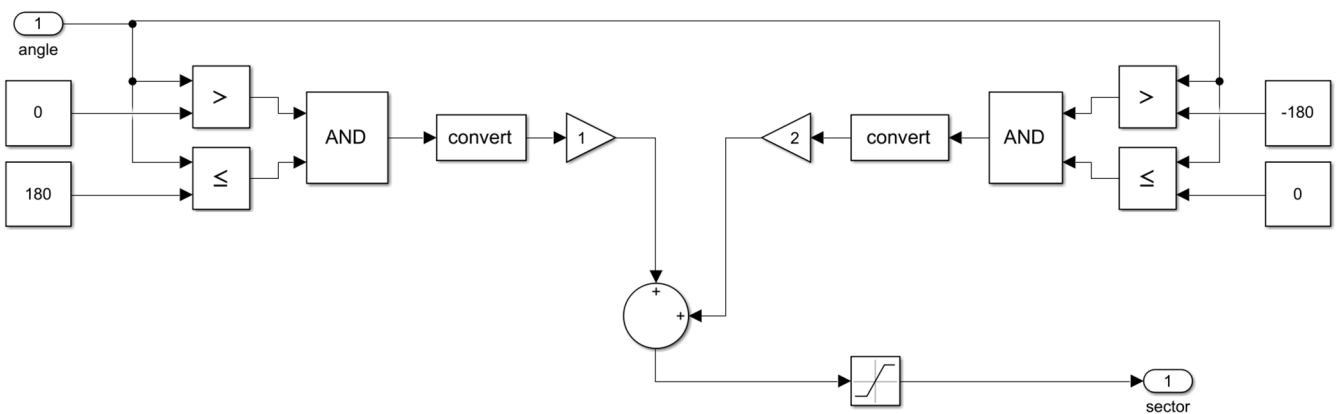 1
angle
0
>
180
≤
AND
convert
1
2
convert
AND
>
-180
≤
0
+
+
1
sector